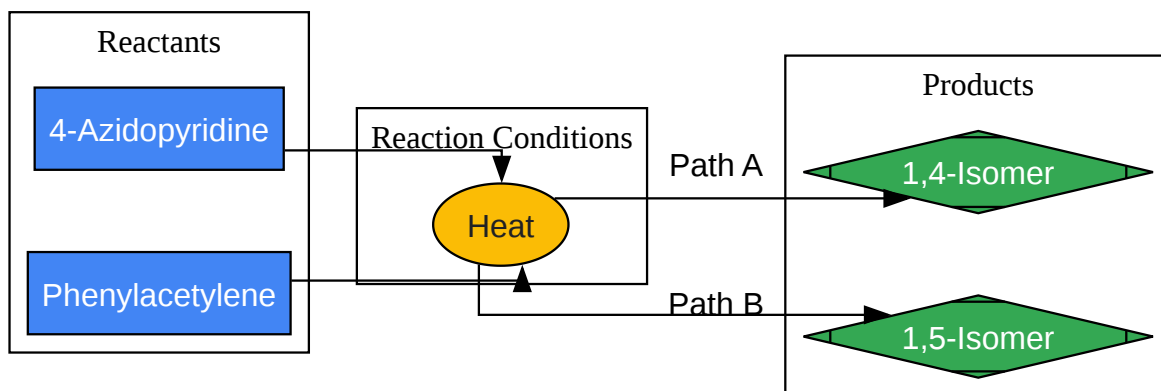 Reactants
4-Azidopyridine
Phenylacetylene
Reaction Conditions
Heat
Path A
Path B
Products
1,4-Isomer
1,5-Isomer